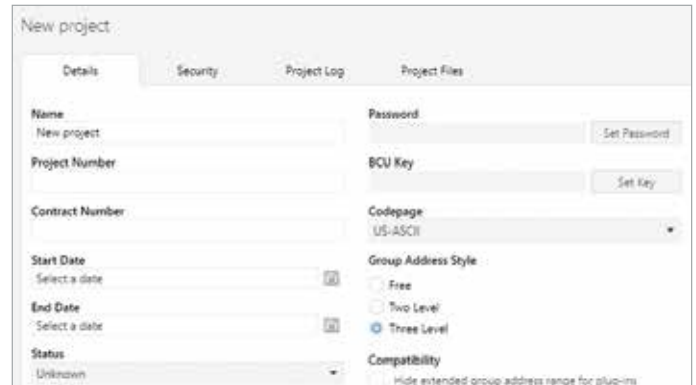 New project
Details
Security
Project Log
Project Files
Name
New project
Project Number
Contract Number
Start Date
Select a date
End Date
Select a date
Status
Unknown
Password
Set Password
BCU Key
Set Key
Codepage
US-ASCII
Group Address Style
Free
Two Level
Three Level
Compatibility
Hide extended group address range for plug-ins